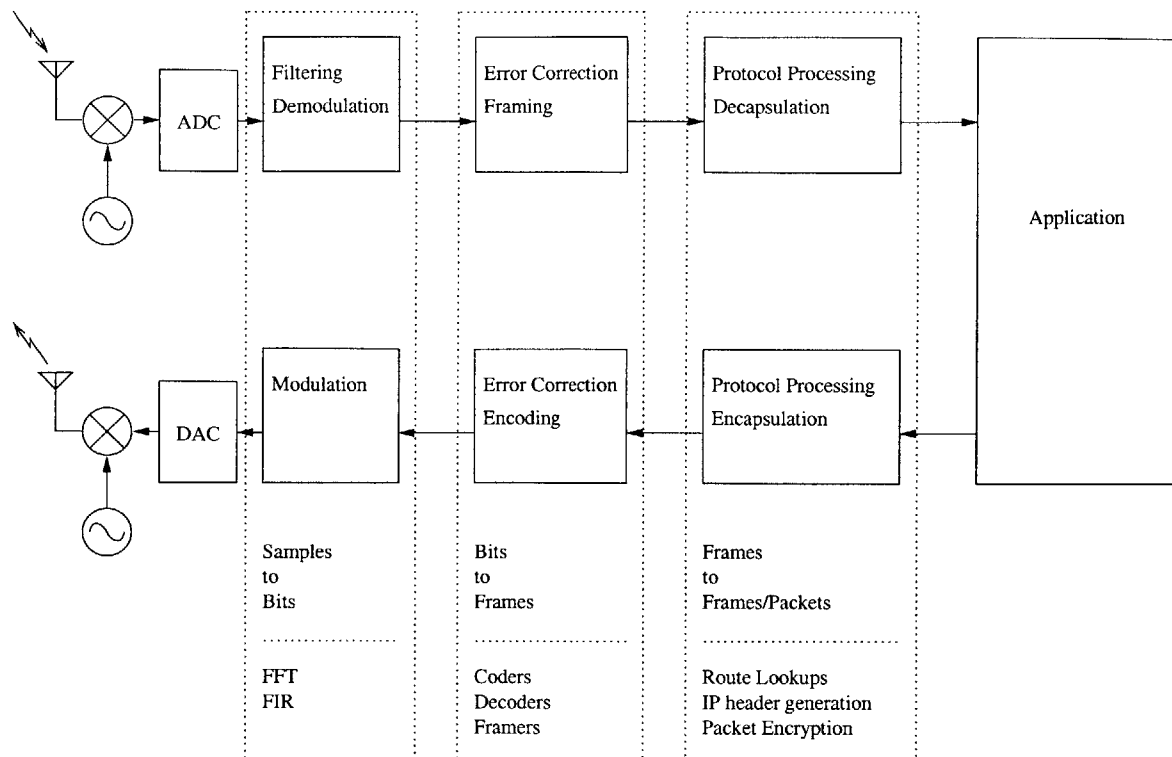 ADC
Filtering
Demodulation
Error Correction
Framing
Protocol Processing
Decapsulation
Application
DAC
Modulation
Error Correction
Encoding
Protocol Processing
Encapsulation
Samples
to
Bits
Bits
to
Frames
Frames
to
Frames/Packets
FFT
FIR
Coders
Decoders
Framers
Route Lookups
IP header generation
Packet Encryption